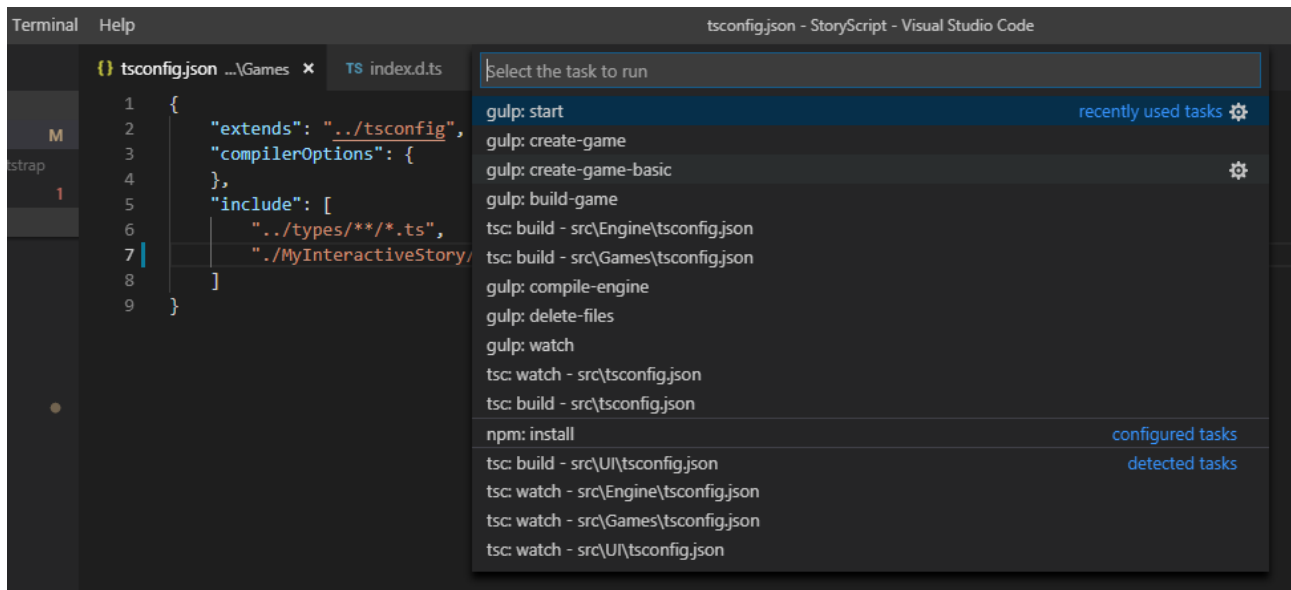 Terminal Help tsconfig.json - StoryScript - Visual Studio Code
{} tsconfig.json ...\Games × TS index.d.ts
Select the task to run
1 {
2 "extends": "../tsconfig",
3 "compilerOptions": {
4 },
5 "include": [
6 "../types/**/*.ts",
7 "./MyInteractiveStory/
8 ]
9 }
M
tstrap
1
gulp: start recently used tasks
gulp: create-game
gulp: create-game-basic
gulp: build-game
tsc: build - src\Engine\tsconfig.json
tsc: build - src\Games\tsconfig.json
gulp: compile-engine
gulp: delete-files
gulp: watch
tsc: watch - src\tsconfig.json
tsc: build - src\tsconfig.json
npm: install configured tasks
tsc: build - src\UI\tsconfig.json detected tasks
tsc: watch - src\Engine\tsconfig.json
tsc: watch - src\Games\tsconfig.json
tsc: watch - src\UI\tsconfig.json